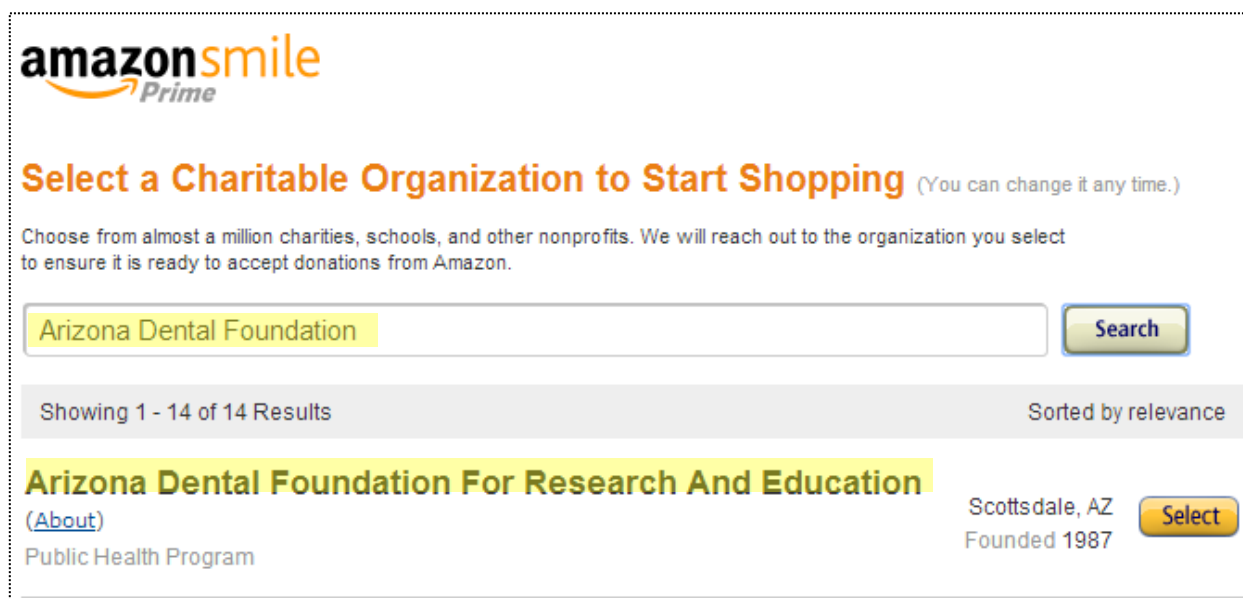 amazonsmile
Prime
Select a Charitable Organization to Start Shopping (You can change it any time.)
Choose from almost a million charities, schools, and other nonprofits. We will reach out to the organization you select
to ensure it is ready to accept donations from Amazon.
Arizona Dental Foundation Search
Showing 1 - 14 of 14 Results Sorted by relevance
Arizona Dental Foundation For Research And Education
(About)
Public Health Program
Scottsdale, AZ
Founded 1987
Select